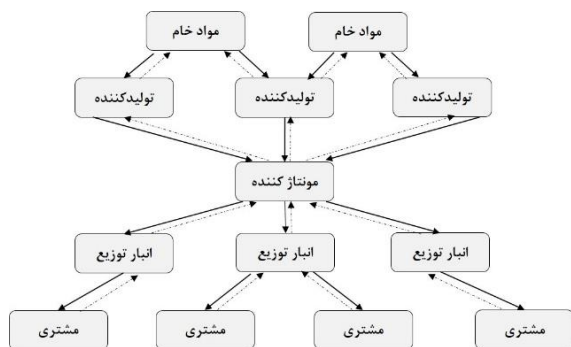 مواد خام
مواد خام
تولیدکننده
تولیدکننده
تولیدکننده
مونتاژ کننده
انبار توزیع
انبار توزیع
انبار توزیع
مشتری
مشتری
مشتری
مشتری